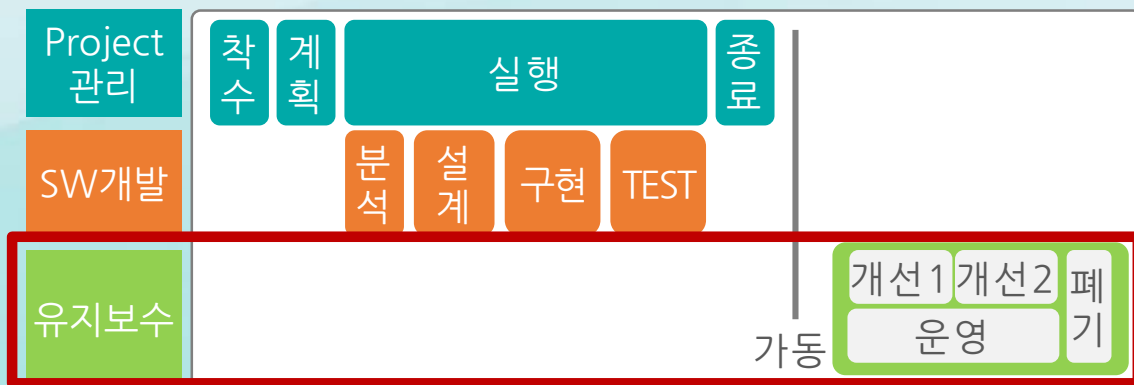 Project
관리
착
수
계
획
실행
종
료
SW개발
분
석
설
계
구현
TEST
유지보수
가동
개선1
개선2
운영
폐
기